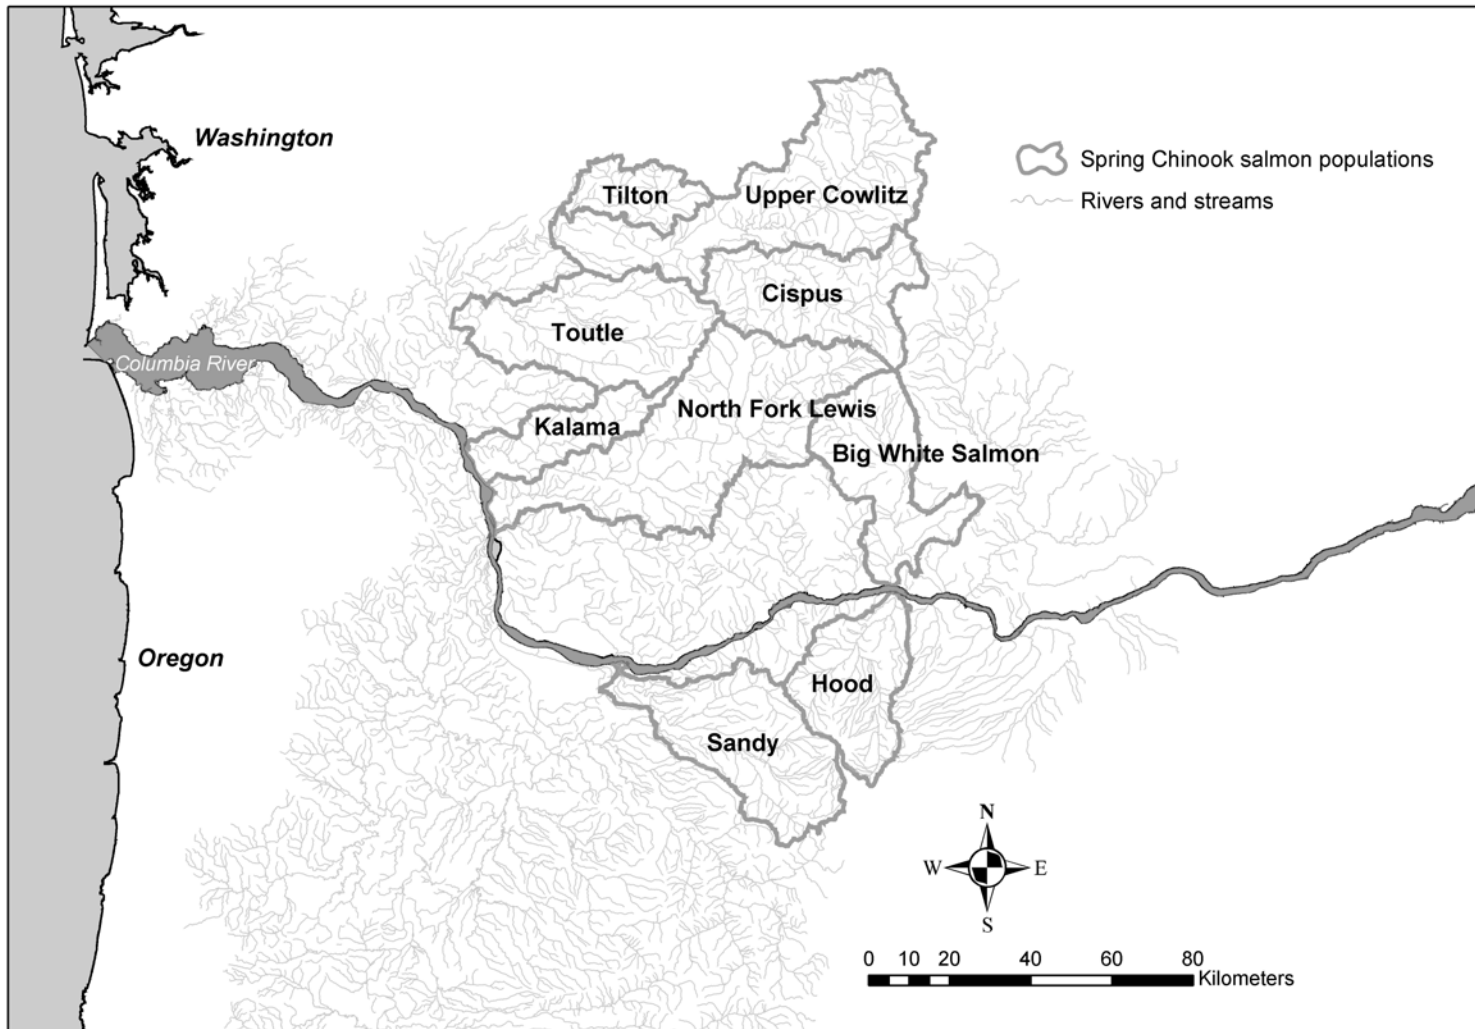 Washington
Spring Chinook salmon populations
Tilton
Upper Cowlitz
Rivers and streams
Cispus
Toutle
Columbia River
North Fork Lewis
Kalama
Big White Salmon
Oregon
Hood
Sandy
N
W E
S
0 10 20 40 60 80
Kilometers